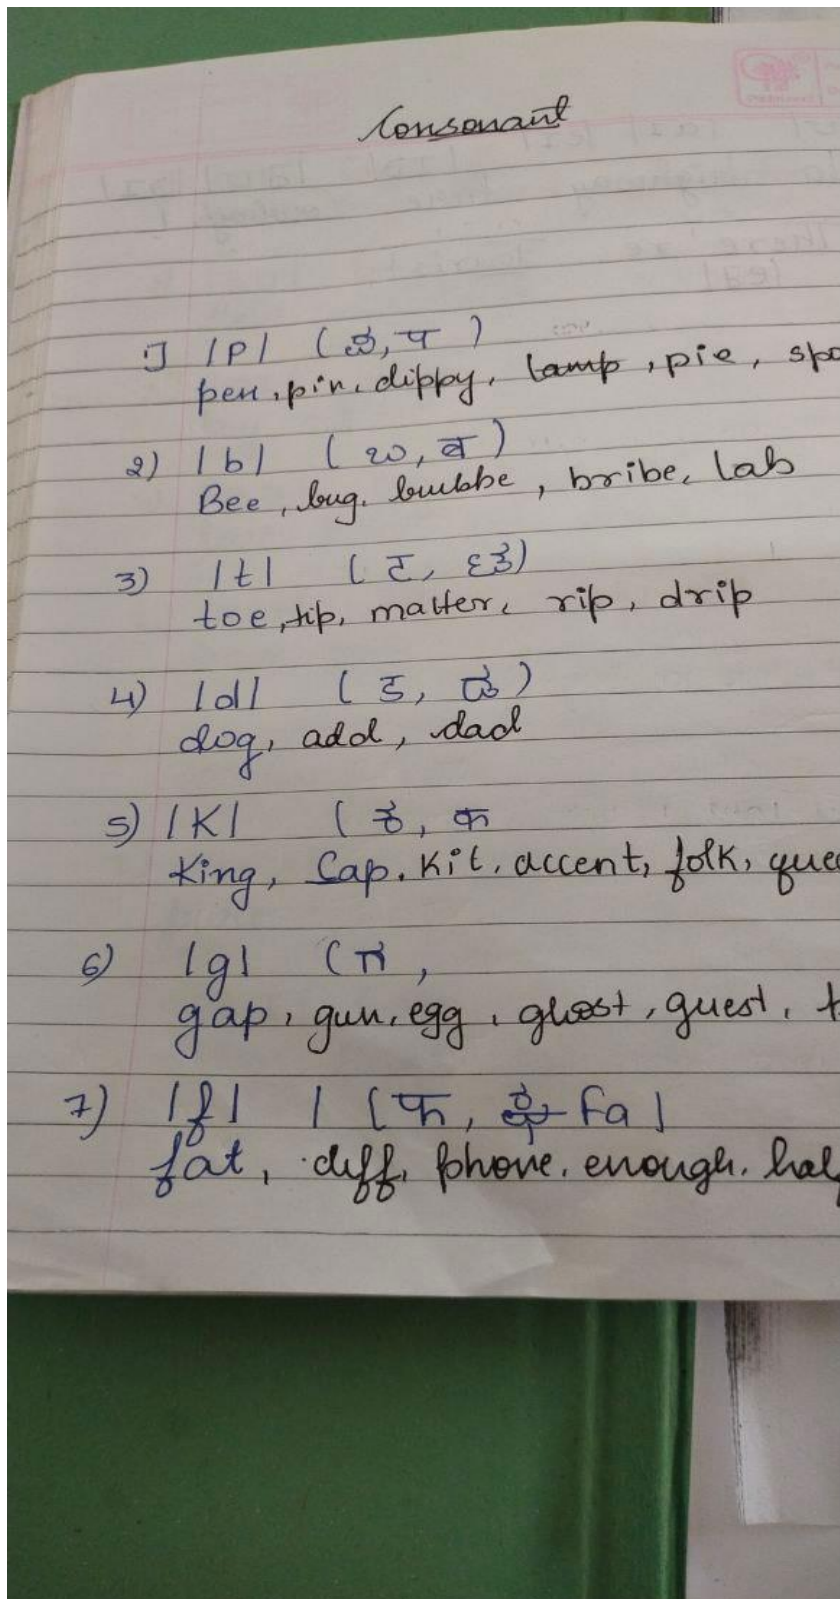 Consonant
1] /p/ (ಪ, प)
pen, pin, dippy, lamp, pie,
2) /b/ (ಬ, ब)
Bee, bug, bubbe, bribe, Lab
3) /t/ (ट, ಟ)
toe, tip, matter, rip, drip
4) /d/ (ड, ಡ)
dog, add, dad
5) /K/ (ಕ, क
King, Cap, Kit, accent, folk,
6) /g/ (ಗ,
gap, gun, egg, ghost, guest,
7) /f/ / [फ, Fa]
fat, diff, phone, enough,